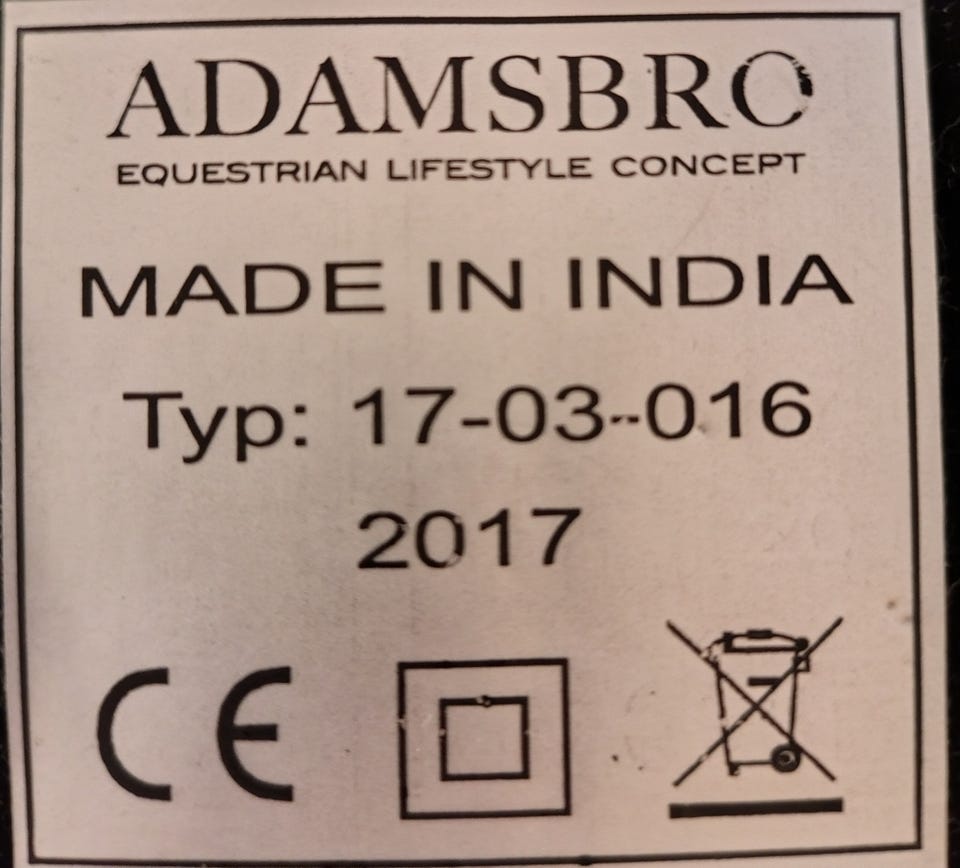 ADAMSBRO
EQUESTRIAN LIFESTYLE CONCEPT
MADE IN INDIA
Typ: 17-03-016
2017
CE